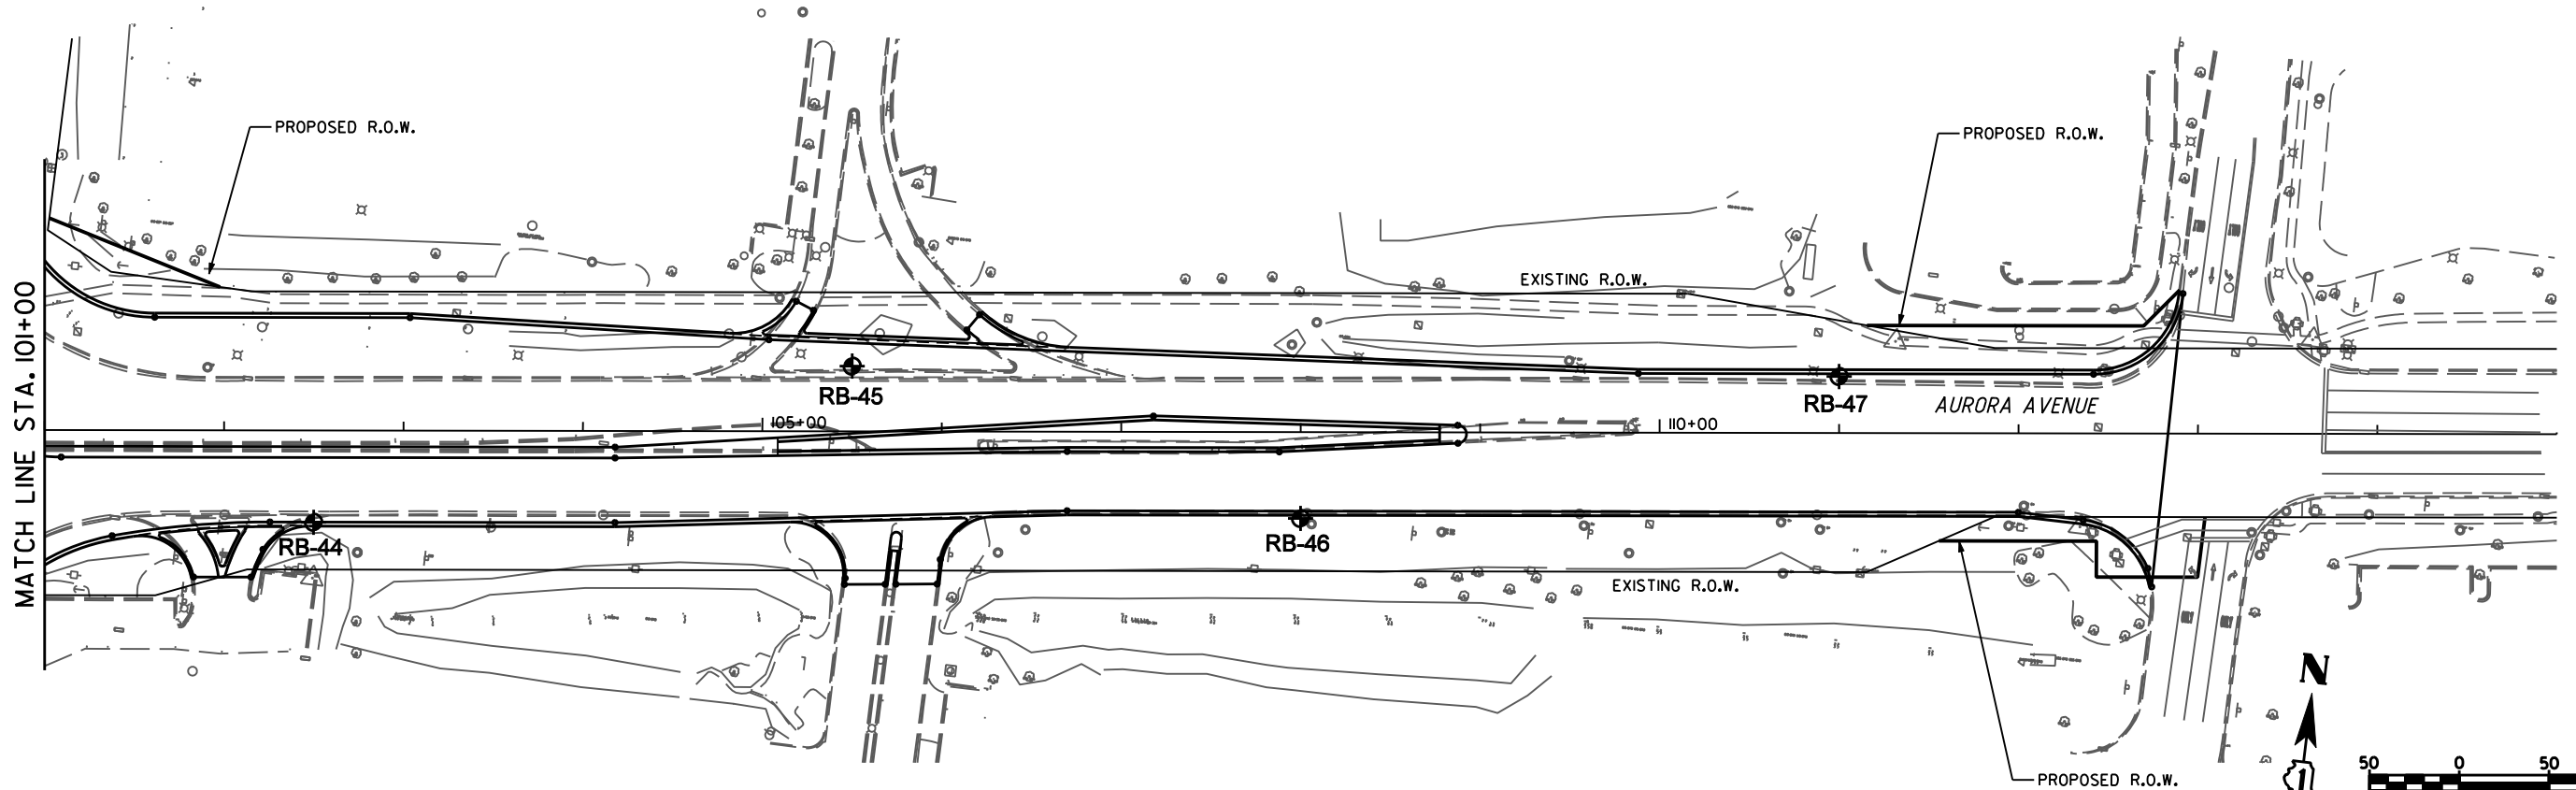 PROPOSED R.O.W.
PROPOSED R.O.W.
MATCH LINE STA. 101+00
EXISTING R.O.W.
RB-45
RB-47
AURORA AVENUE
105+00
110+00
RB-44
RB-46
EXISTING R.O.W.
N
PROPOSED R.O.W.
50 0 50